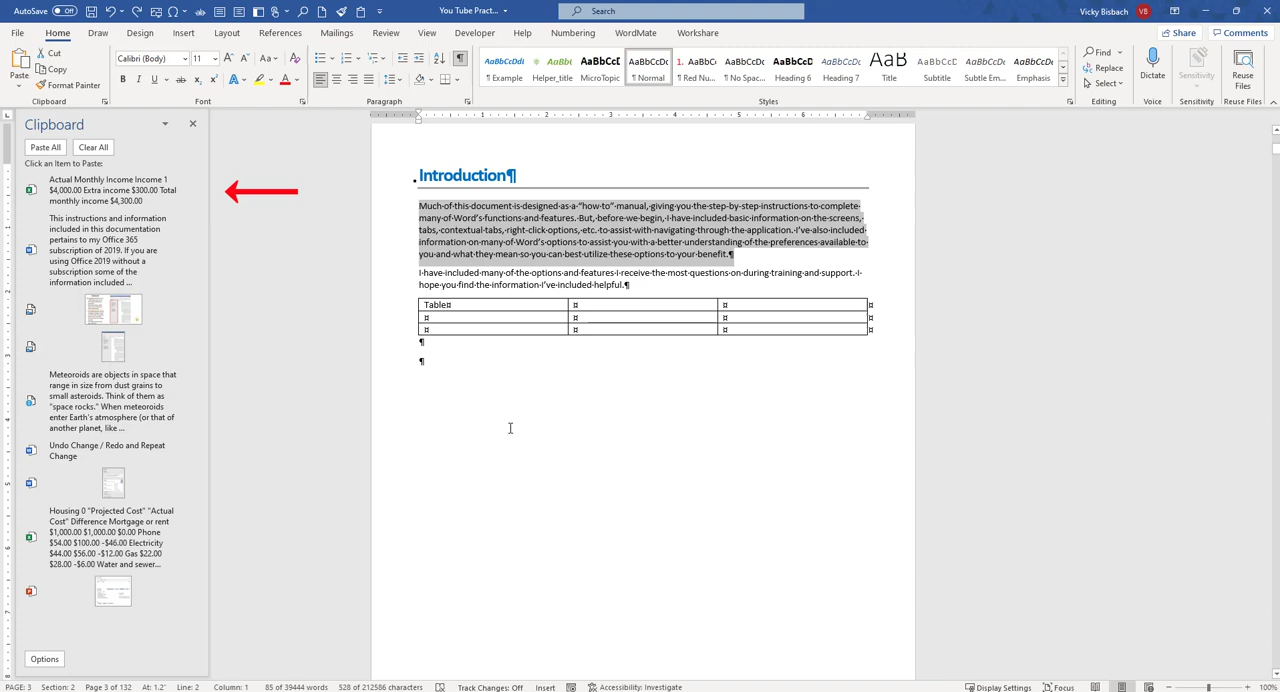 AutoSave Off
You Tube Pract...
Search
Vicky Bisbach VB
File Home Draw Design Insert Layout References Mailings Review View Developer Help Numbering WordMate Workshare
Share Comments
Paste
Cut
Copy
Format Painter
Clipboard
Calibri (Body) 11
Font
Paragraph
AaBbCcDdI AaBbC AaBbCcI AaBbCcDc 1. AaBbC AaBbCcDc AaBbCcDc AaBbCcDc AaB AaBbCcD AaBbCcDc AaBbCcDc
¶ Example Helper_title MicroTopic ¶ Normal ¶ Red Nu... ¶ No Spac... Heading 6 Heading 7 Title Subtitle Subtle Em... Emphasis
Styles
Find
Replace
Select
Editing
Dictate
Voice
Sensitivity
Sensitivity
Reuse
Files
Reuse Files
Clipboard
Paste All Clear All
Click an Item to Paste:
Actual Monthly Income Income 1
$4,000.00 Extra income $300.00 Total
monthly income $4,300.00
This instructions and information
included in this documentation
pertains to my Office 365
subscription of 2019. If you are
using Office 2019 without a
subscription some of the
information included ...
Meteoroids are objects in space that
range in size from dust grains to
small asteroids. Think of them as
"space rocks." When meteoroids
enter Earth's atmosphere (or that of
another planet, like ...
Undo Change / Redo and Repeat
Change
Housing 0 "Projected Cost" "Actual
Cost" Difference Mortgage or rent
$1,000.00 $1,000.00 $0.00 Phone
$54.00 $100.00 -$46.00 Electricity
$44.00 $56.00 -$12.00 Gas $22.00
$28.00 -$6.00 Water and sewer...
Options
1 2 3 4 5 6
Introduction¶
Much·of·this·document·is·designed·as·a·"how·to"·manual,·giving·you·the·step-by-step·instructions·to·complete·
many·of·Word's·functions·and·features.·But,·before·we·begin,·I·have·included·basic·information·on·the·screens,·
tabs,·contextual·tabs,·right-click·options,·etc.·to·assist·with·navigating·through·the·application.·I've·also·included·
information·on·many·of·Word's·options·to·assist·you·with·a·better·understanding·of·the·preferences·available·to·
you·and·what·they·mean·so·you·can·best·utilize·these·options·to·your·benefit.¶
I·have·included·many·of·the·options·and·features·I·receive·the·most·questions·on·during·training·and·support.·I·
hope·you·find·the·information·I've·included·helpful.¶
Table¤ ¤ ¤ ¤
¤ ¤ ¤ ¤
¤ ¤ ¤ ¤
¶
¶
PAGE: 3 Section: 2 Page 3 of 132 At: 1.2" Line: 2 Column: 1 85 of 39444 words 528 of 212586 characters Track Changes: Off Insert Accessibility: Investigate Display Settings Focus 100%